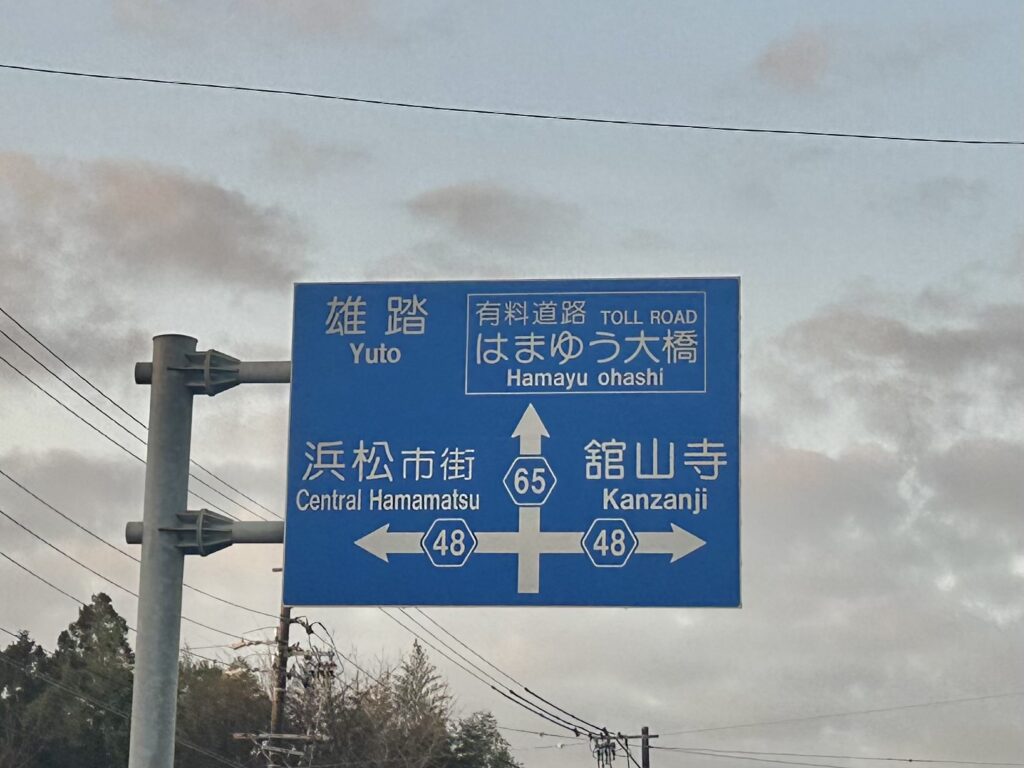 雄踏
Yuto
有料道路 TOLL ROAD
はまゆう大橋
Hamayu ohashi
浜松市街
Central Hamamatsu
65
舘山寺
Kanzanji
48
48